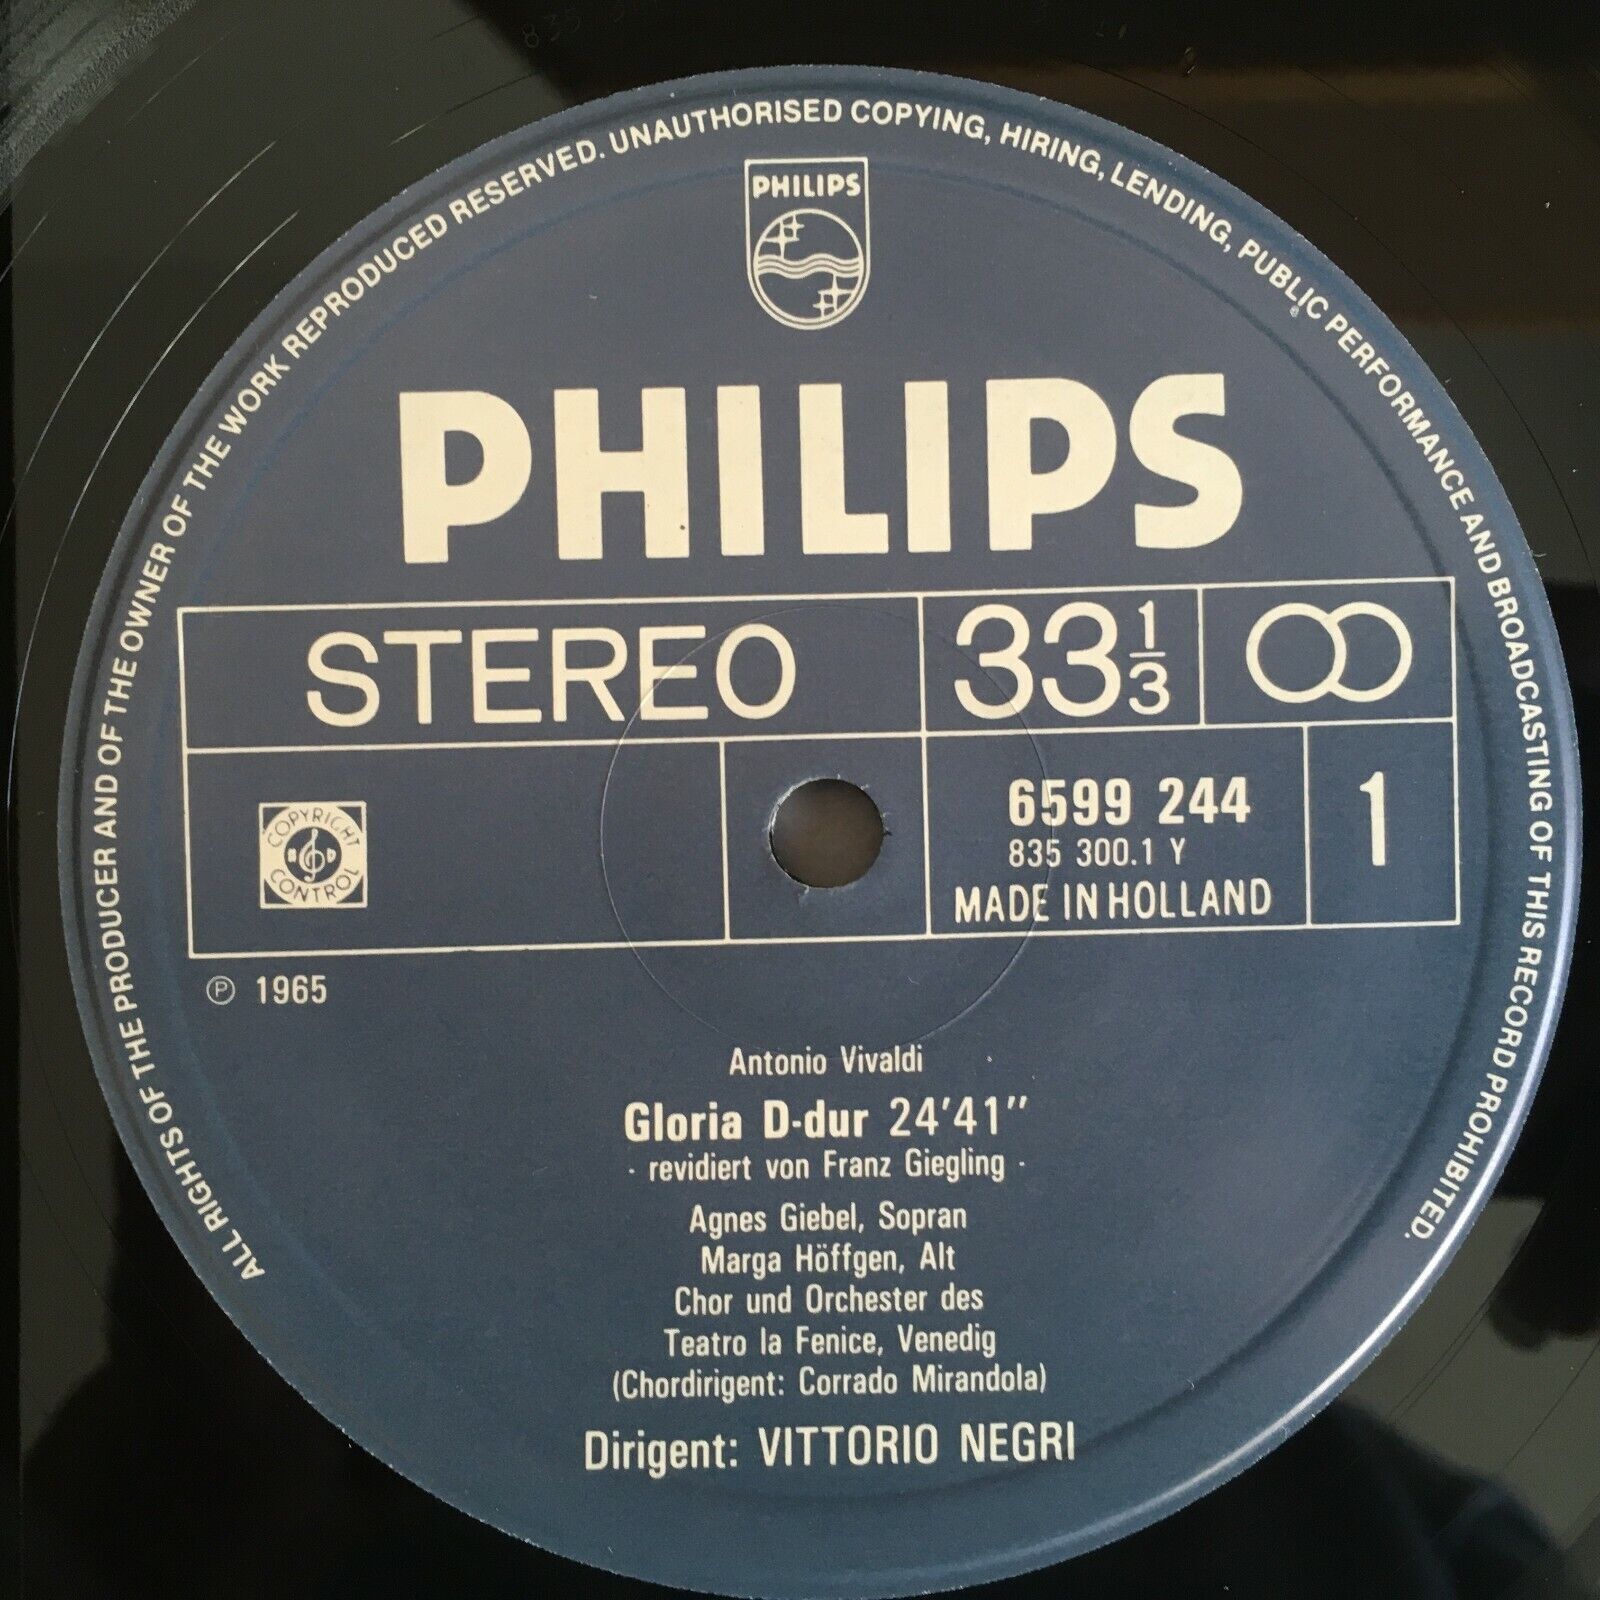 ALL RIGHTS OF THE PRODUCER AND OF THE OWNER OF THE WORK REPRODUCED RESERVED. UNAUTHORISED COPYING, HIRING, LENDING, PUBLIC PERFORMANCE AND BROADCASTING OF THIS RECORD PROHIBITED.
PHILIPS
PHILIPS
STEREO
33 1/3
COPYRIGHT
CONTROL
6599 244
835 300.1 Y
MADE IN HOLLAND
1
℗ 1965
Antonio Vivaldi
Gloria D-dur 24'41"
- revidiert von Franz Giegling -
Agnes Giebel, Sopran
Marga Höffgen, Alt
Chor und Orchester des
Teatro la Fenice, Venedig
(Chordirigent: Corrado Mirandola)
Dirigent: VITTORIO NEGRI